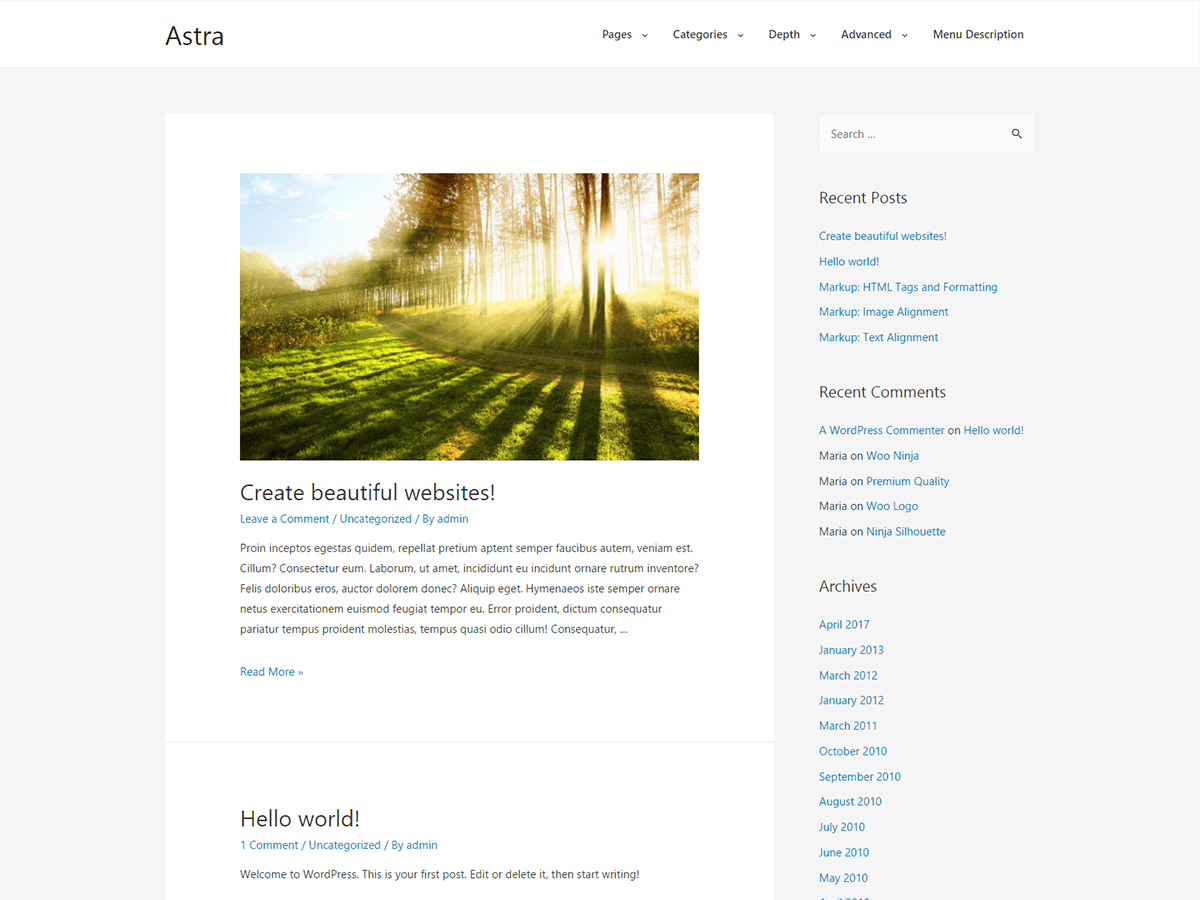 Astra
Pages
Categories
Depth
Advanced
Menu Description
Create beautiful websites!
Leave a Comment / Uncategorized / By admin
Proin inceptos egestas quidem, repellat pretium aptent semper faucibus autem, veniam est.
Cillum? Consectetur eum. Laborum, ut amet, incididunt eu incidunt ornare rutrum inventore?
Felis doloribus eros, auctor dolorem donec? Aliquip eget. Hymenaeos iste semper ornare
netus exercitationem euismod feugiat tempor eu. Error proident, dictum consequatur
pariatur tempus proident molestias, tempus quasi odio cillum! Consequatur, …
Read More »
Hello world!
1 Comment / Uncategorized / By admin
Welcome to WordPress. This is your first post. Edit or delete it, then start writing!
Search …
Recent Posts
Create beautiful websites!
Hello world!
Markup: HTML Tags and Formatting
Markup: Image Alignment
Markup: Text Alignment
Recent Comments
A WordPress Commenter on Hello world!
Maria on Woo Ninja
Maria on Premium Quality
Maria on Woo Logo
Maria on Ninja Silhouette
Archives
April 2017
January 2013
March 2012
January 2012
March 2011
October 2010
September 2010
August 2010
July 2010
June 2010
May 2010